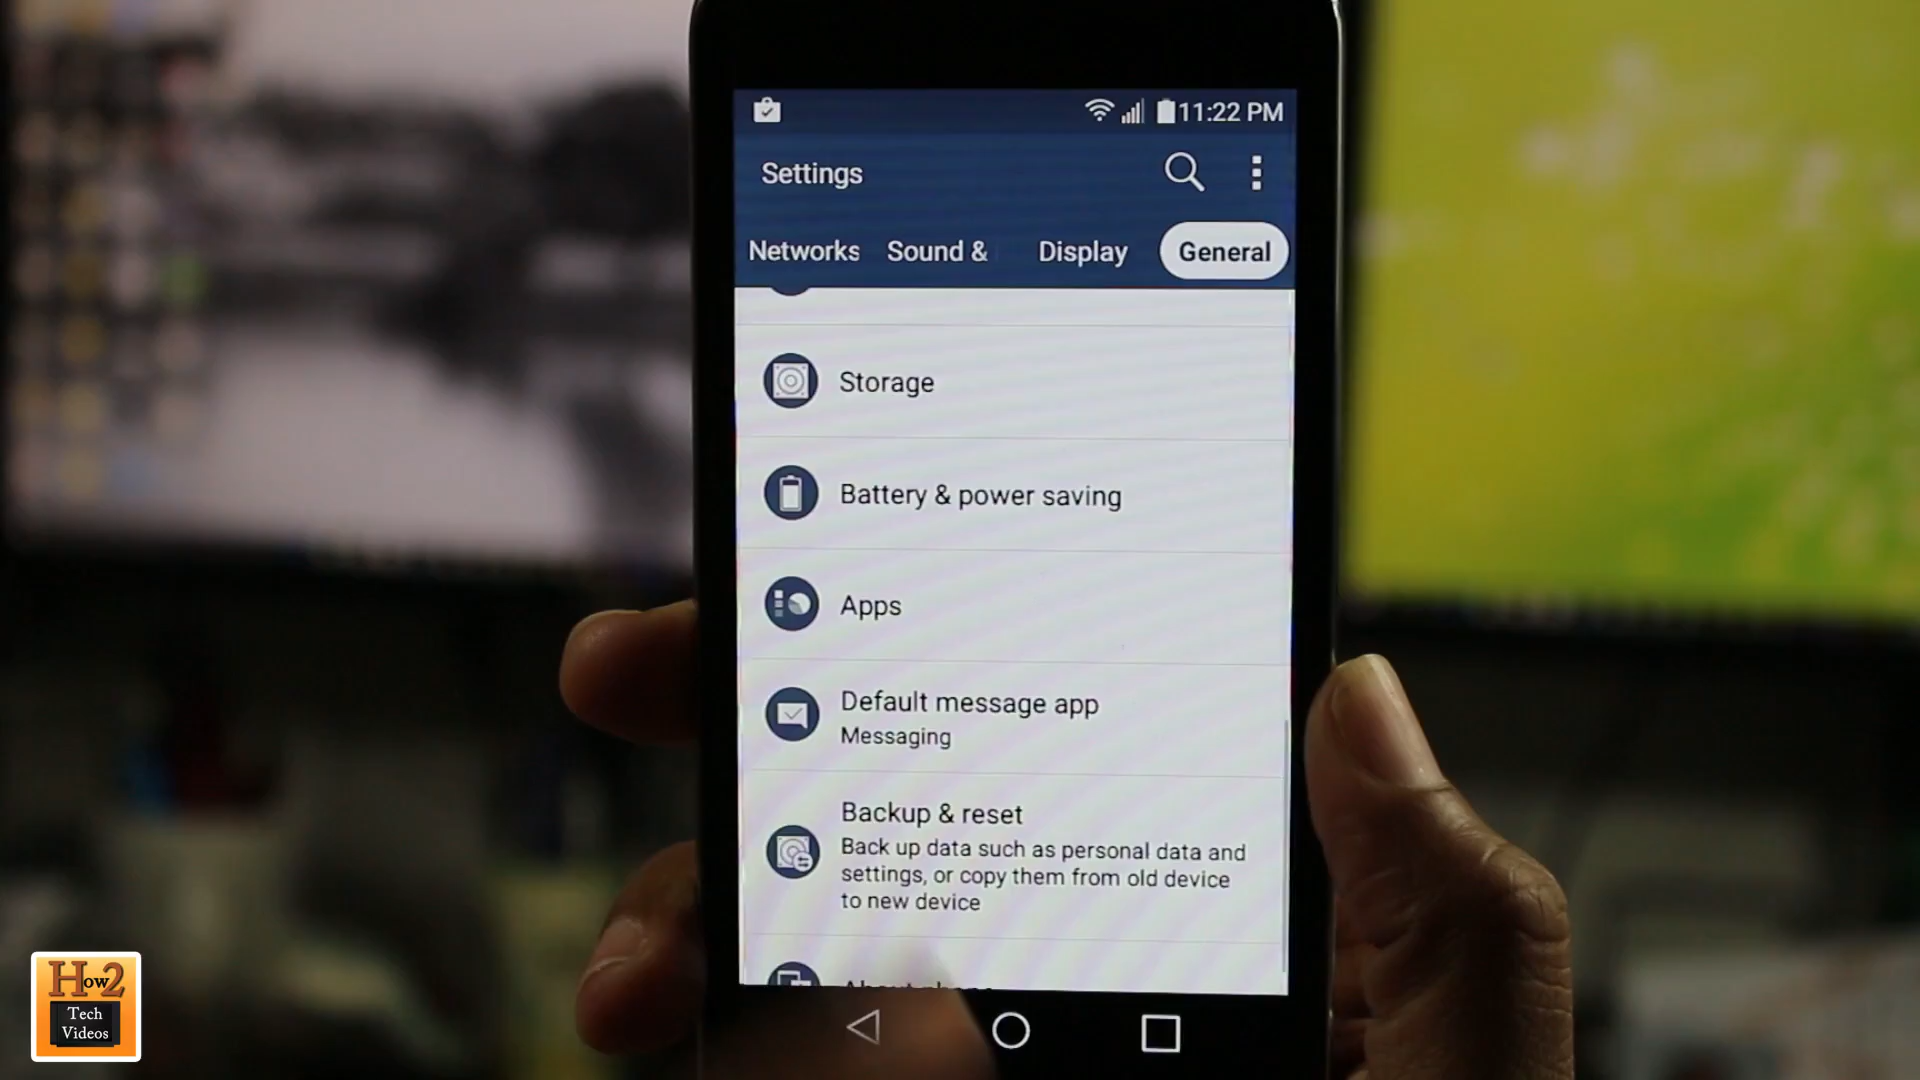 11:22 PM
Settings
Networks Sound & Display General
Storage
Battery & power saving
Apps
Default message app
Messaging
Backup & reset
Back up data such as personal data and
settings, or copy them from old device
to new device
About phone
How2
Tech
Videos